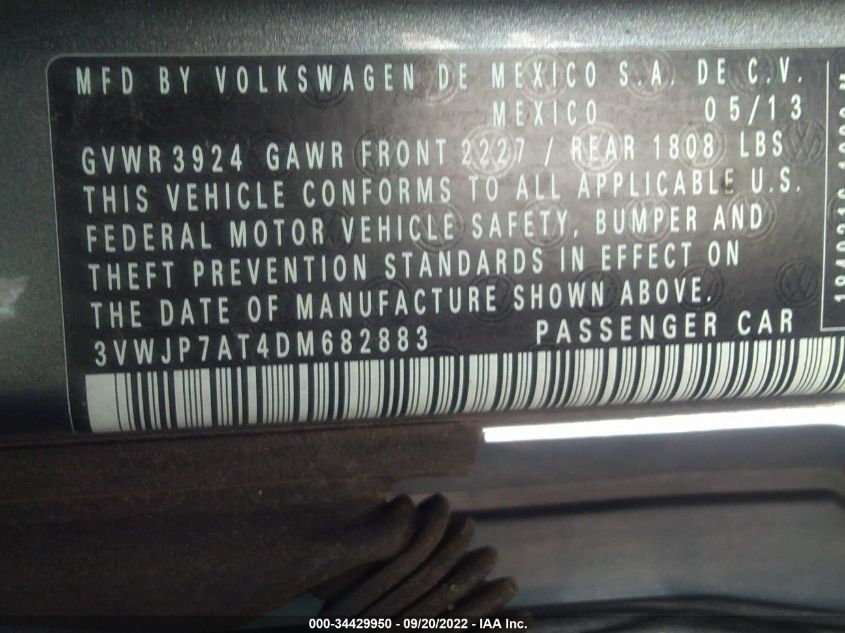 MFD BY VOLKSWAGEN DE MEXICO S.A. DE C.V.
MEXICO 05/13
GVWR 3924 GAWR FRONT 2227 / REAR 1808 LBS
THIS VEHICLE CONFORMS TO ALL APPLICABLE U.S.
FEDERAL MOTOR VEHICLE SAFETY, BUMPER AND
THEFT PREVENTION STANDARDS IN EFFECT ON
THE DATE OF MANUFACTURE SHOWN ABOVE.
3VWJP7AT4DM682883 PASSENGER CAR
000-34429950 - 09/20/2022 - IAA Inc.